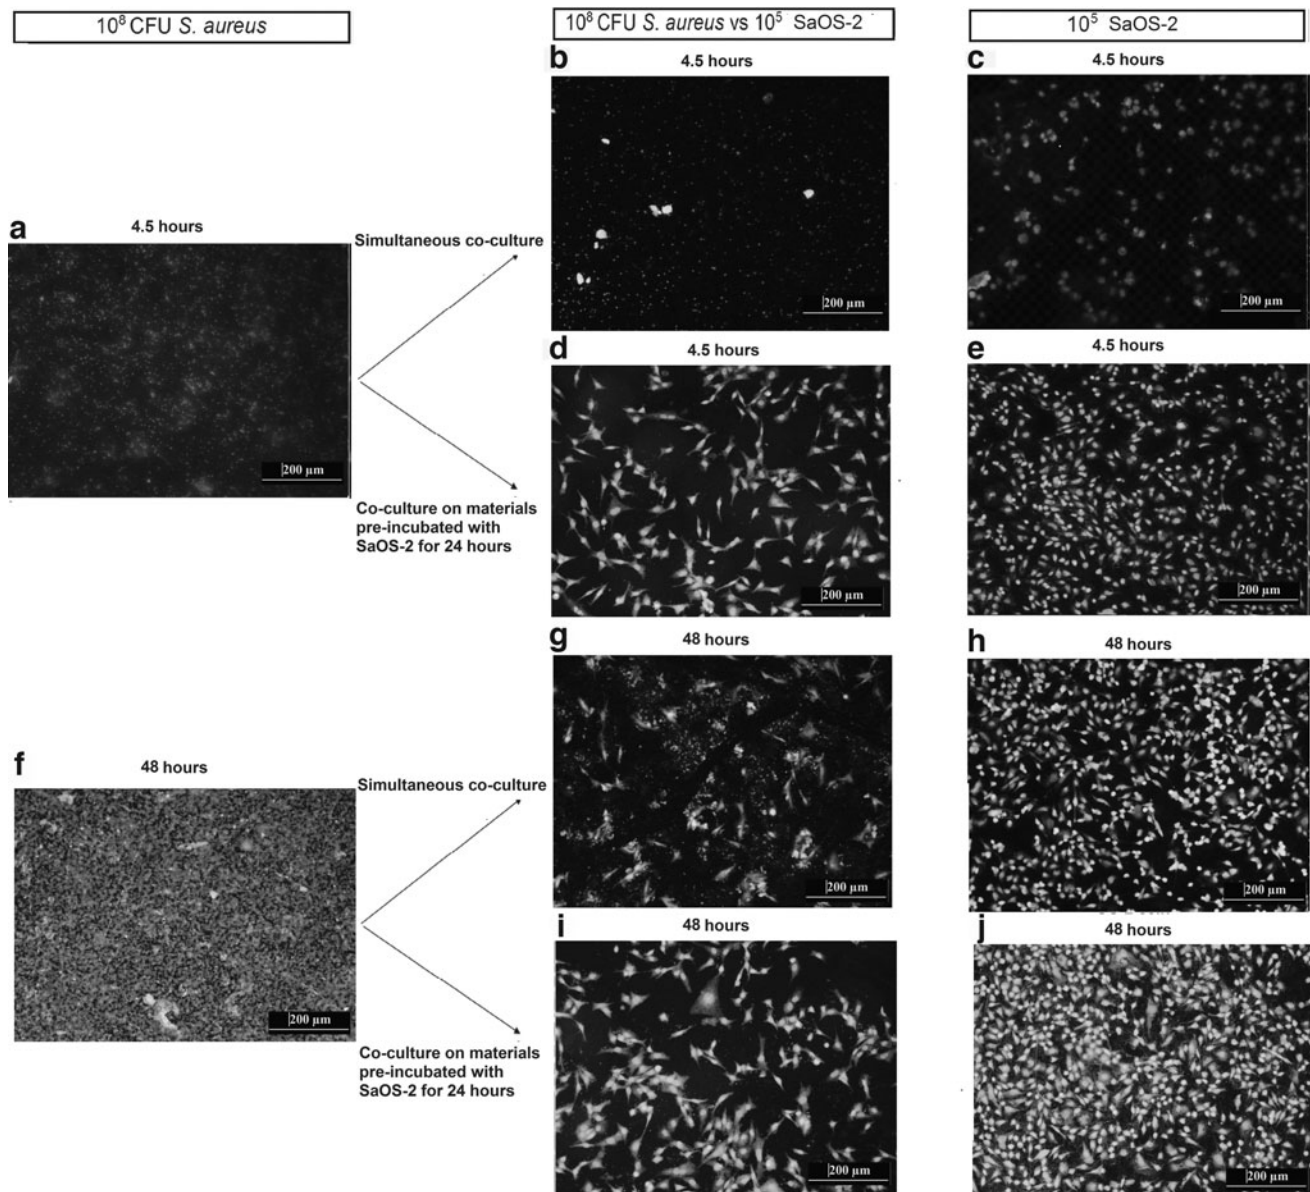 10⁸ CFU S. aureus
10⁸ CFU S. aureus vs 10⁵ SaOS-2
10⁵ SaOS-2
b
4.5 hours
200 µm
c
4.5 hours
200 µm
a
4.5 hours
200 µm
Simultaneous co-culture
Co-culture on materials
pre-incubated with
SaOS-2 for 24 hours
d
4.5 hours
200 µm
e
4.5 hours
200 µm
g
48 hours
200 µm
h
48 hours
200 µm
f
48 hours
200 µm
Simultaneous co-culture
Co-culture on materials
pre-incubated with
SaOS-2 for 24 hours
i
48 hours
200 µm
j
48 hours
200 µm